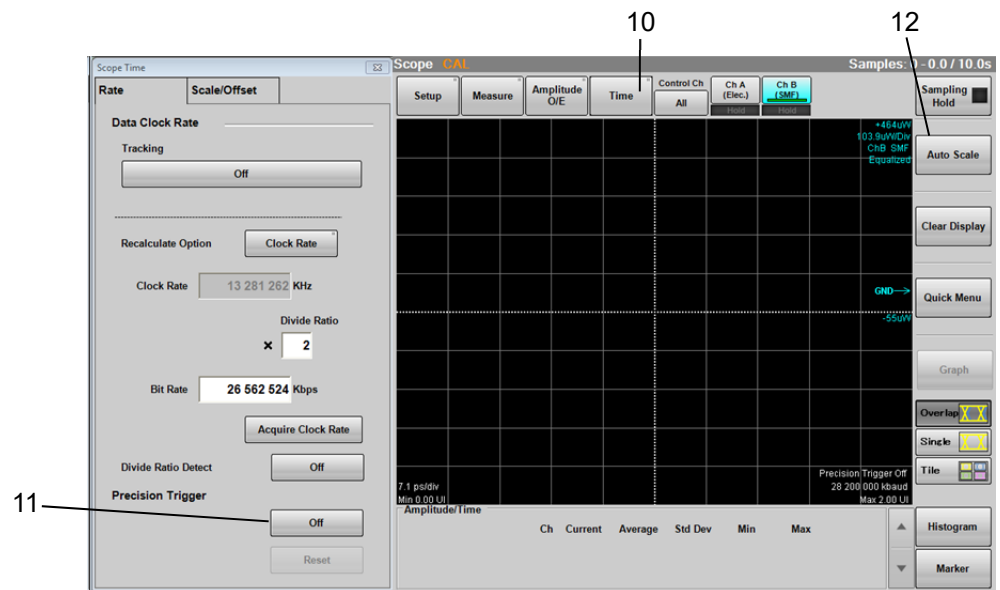 10
12
11
Scope Time
Rate
Scale/Offset
Data Clock Rate
Tracking
Off
Recalculate Option
Clock Rate
Clock Rate
13 281 262
KHz
Divide Ratio
×
2
Bit Rate
26 562 524
Kbps
Acquire Clock Rate
Divide Ratio Detect
Off
Precision Trigger
Off
Reset
Scope CAL
Samples: 0 - 0.0 / 10.0s
Setup
Measure
Amplitude
O/E
Time
Control Ch
All
Ch A
(Elec.)
Hold
Ch B
(SMF)
Hold
Sampling
Hold
+464uW
103.9uW/Div
ChB SMF
Equalized
GND
-55uW
7.1 ps/div
Min 0.00 UI
Precision Trigger Off
28 200 000 kbaud
Max 2.00 UI
Auto Scale
Clear Display
Quick Menu
Graph
Overlap
Single
Tile
Histogram
Marker
Amplitude/Time
Ch Current Average Std Dev Min Max